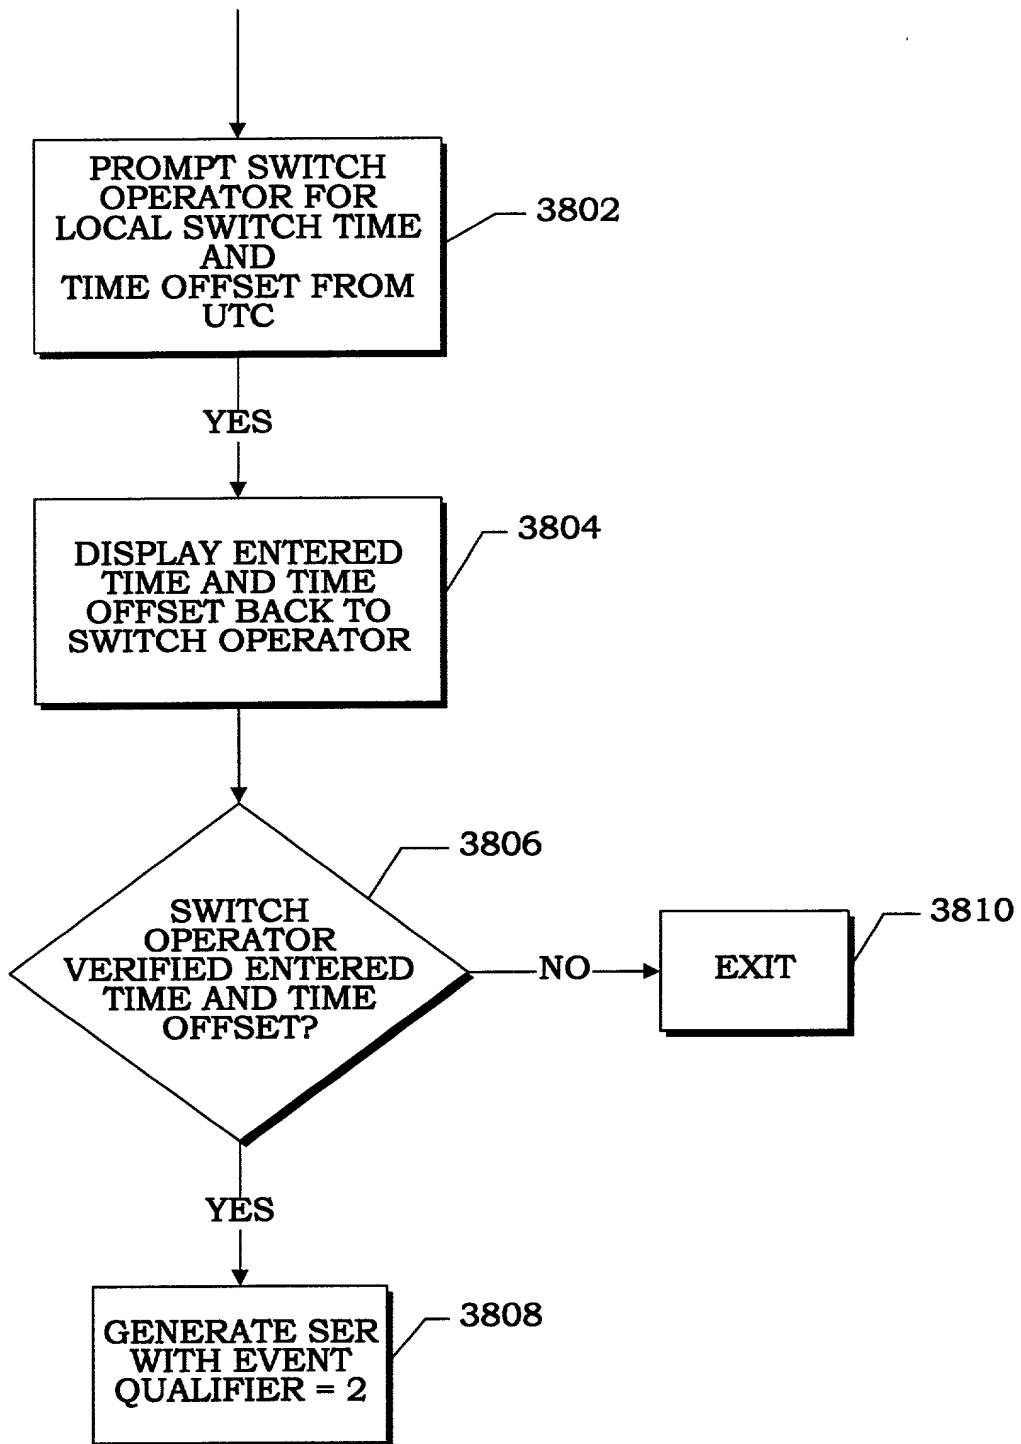 PROMPT SWITCH
OPERATOR FOR
LOCAL SWITCH TIME
AND
TIME OFFSET FROM
UTC
3802
YES
DISPLAY ENTERED
TIME AND TIME
OFFSET BACK TO
SWITCH OPERATOR
3804
SWITCH
OPERATOR
VERIFIED ENTERED
TIME AND TIME
OFFSET?
3806
NO
EXIT
3810
YES
GENERATE SER
WITH EVENT
QUALIFIER = 2
3808